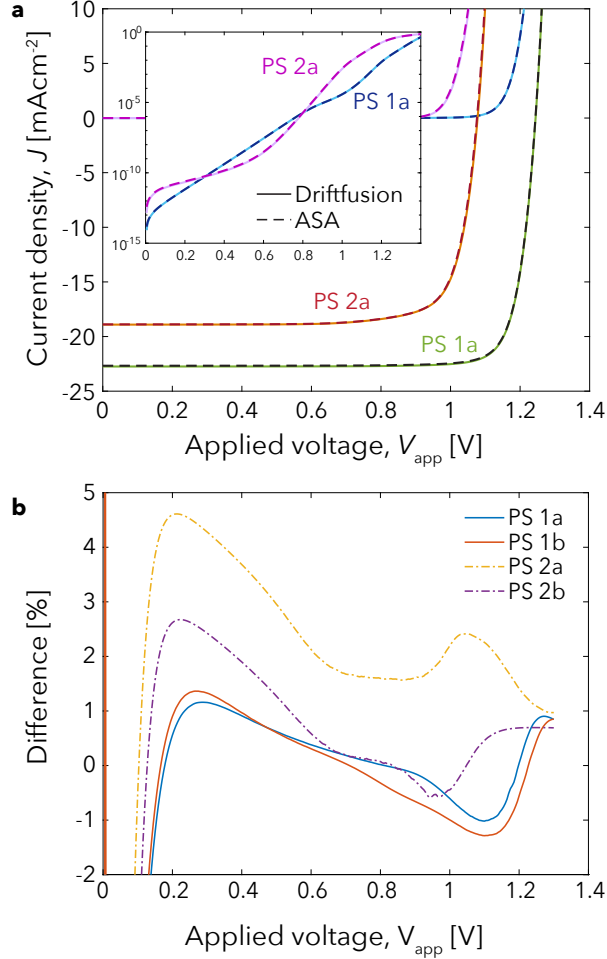 a
10
5
0
-5
-10
-15
-20
-25
Current density, J [mAcm⁻²]
10⁰
10⁻⁵
10⁻¹⁰
10⁻¹⁵
PS 2a
PS 1a
Driftfusion
ASA
0 0.2 0.4 0.6 0.8 1 1.2
PS 2a
PS 1a
0 0.2 0.4 0.6 0.8 1 1.2 1.4
Applied voltage, Vapp [V]
b
5
4
3
2
1
0
-1
-2
Difference [%]
PS 1a
PS 1b
PS 2a
PS 2b
0 0.2 0.4 0.6 0.8 1 1.2 1.4
Applied voltage, Vapp [V]